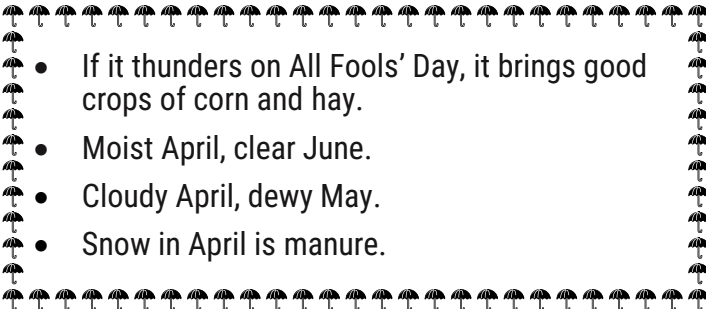 • If it thunders on All Fools’ Day, it brings good
crops of corn and hay.
• Moist April, clear June.
• Cloudy April, dewy May.
• Snow in April is manure.